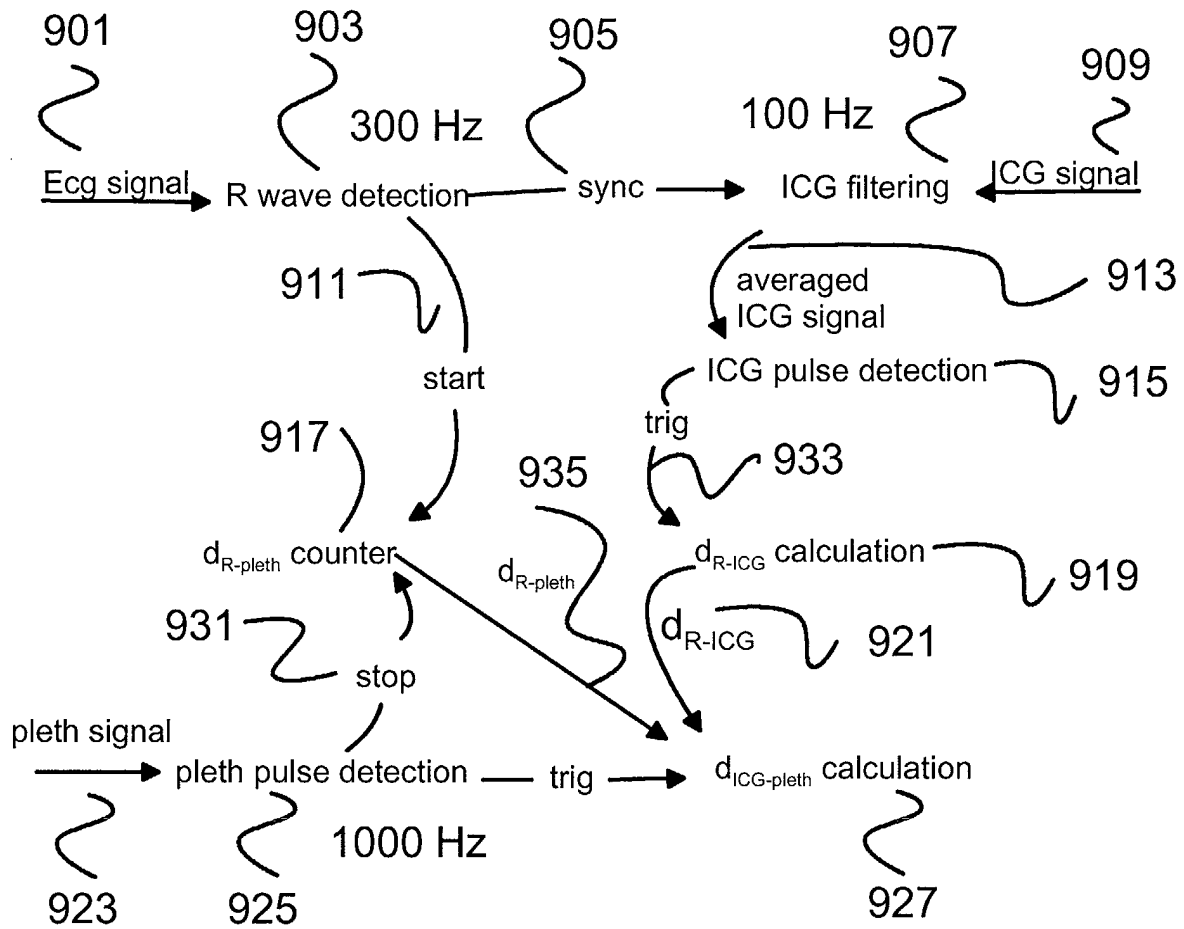 901
903
905
907
909
300 Hz
100 Hz
Ecg signal
R wave detection
sync
ICG filtering
ICG signal
911
averaged
ICG signal
913
start
ICG pulse detection
915
917
trig
935
933
dR-pleth counter
dR-pleth
dR-ICG calculation
919
931
dR-ICG
921
stop
pleth signal
pleth pulse detection
trig
dICG-pleth calculation
1000 Hz
923
925
927